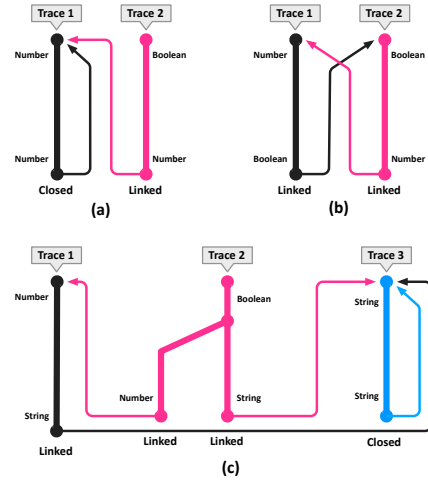 Trace 1
Trace 2
Number
Boolean
Number
Number
Closed
Linked
(a)
Trace 1
Trace 2
Number
Boolean
Boolean
Number
Linked
Linked
(b)
Trace 1
Trace 2
Trace 3
Number
Boolean
String
Number
String
String
String
Linked
Linked
Closed
Linked
(c)